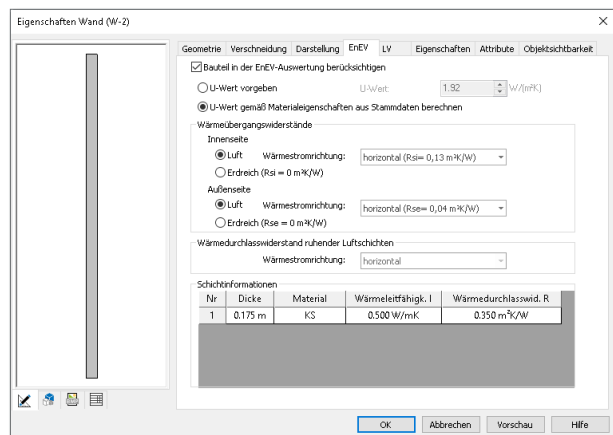 Eigenschaften Wand (W-2)
Geometrie Verschneidung Darstellung EnEV LV Eigenschaften Attribute Objektsichtbarkeit
Bauteil in der EnEV-Auswertung berücksichtigen
U-Wert vorgeben U-Wert: 1.92 W/(m²K)
U-Wert gemäß Materialeigenschaften aus Stammdaten berechnen
Wärmeübergangswiderstände
Innenseite
Luft Wärmestromrichtung: horizontal (Rsi= 0,13 m²K/W)
Erdreich (Rsi = 0 m²K/W)
Außenseite
Luft Wärmestromrichtung: horizontal (Rse= 0,04 m²K/W)
Erdreich (Rse = 0 m²K/W)
Wärmedurchlasswiderstand ruhender Luftschichten
Wärmestromrichtung: horizontal
Schichtinformationen
Nr Dicke Material Wärmeleitfähigk. l Wärmedurchlasswid. R
1 0.175 m KS 0.500 W/mK 0.350 m²K/W
OK Abbrechen Vorschau Hilfe